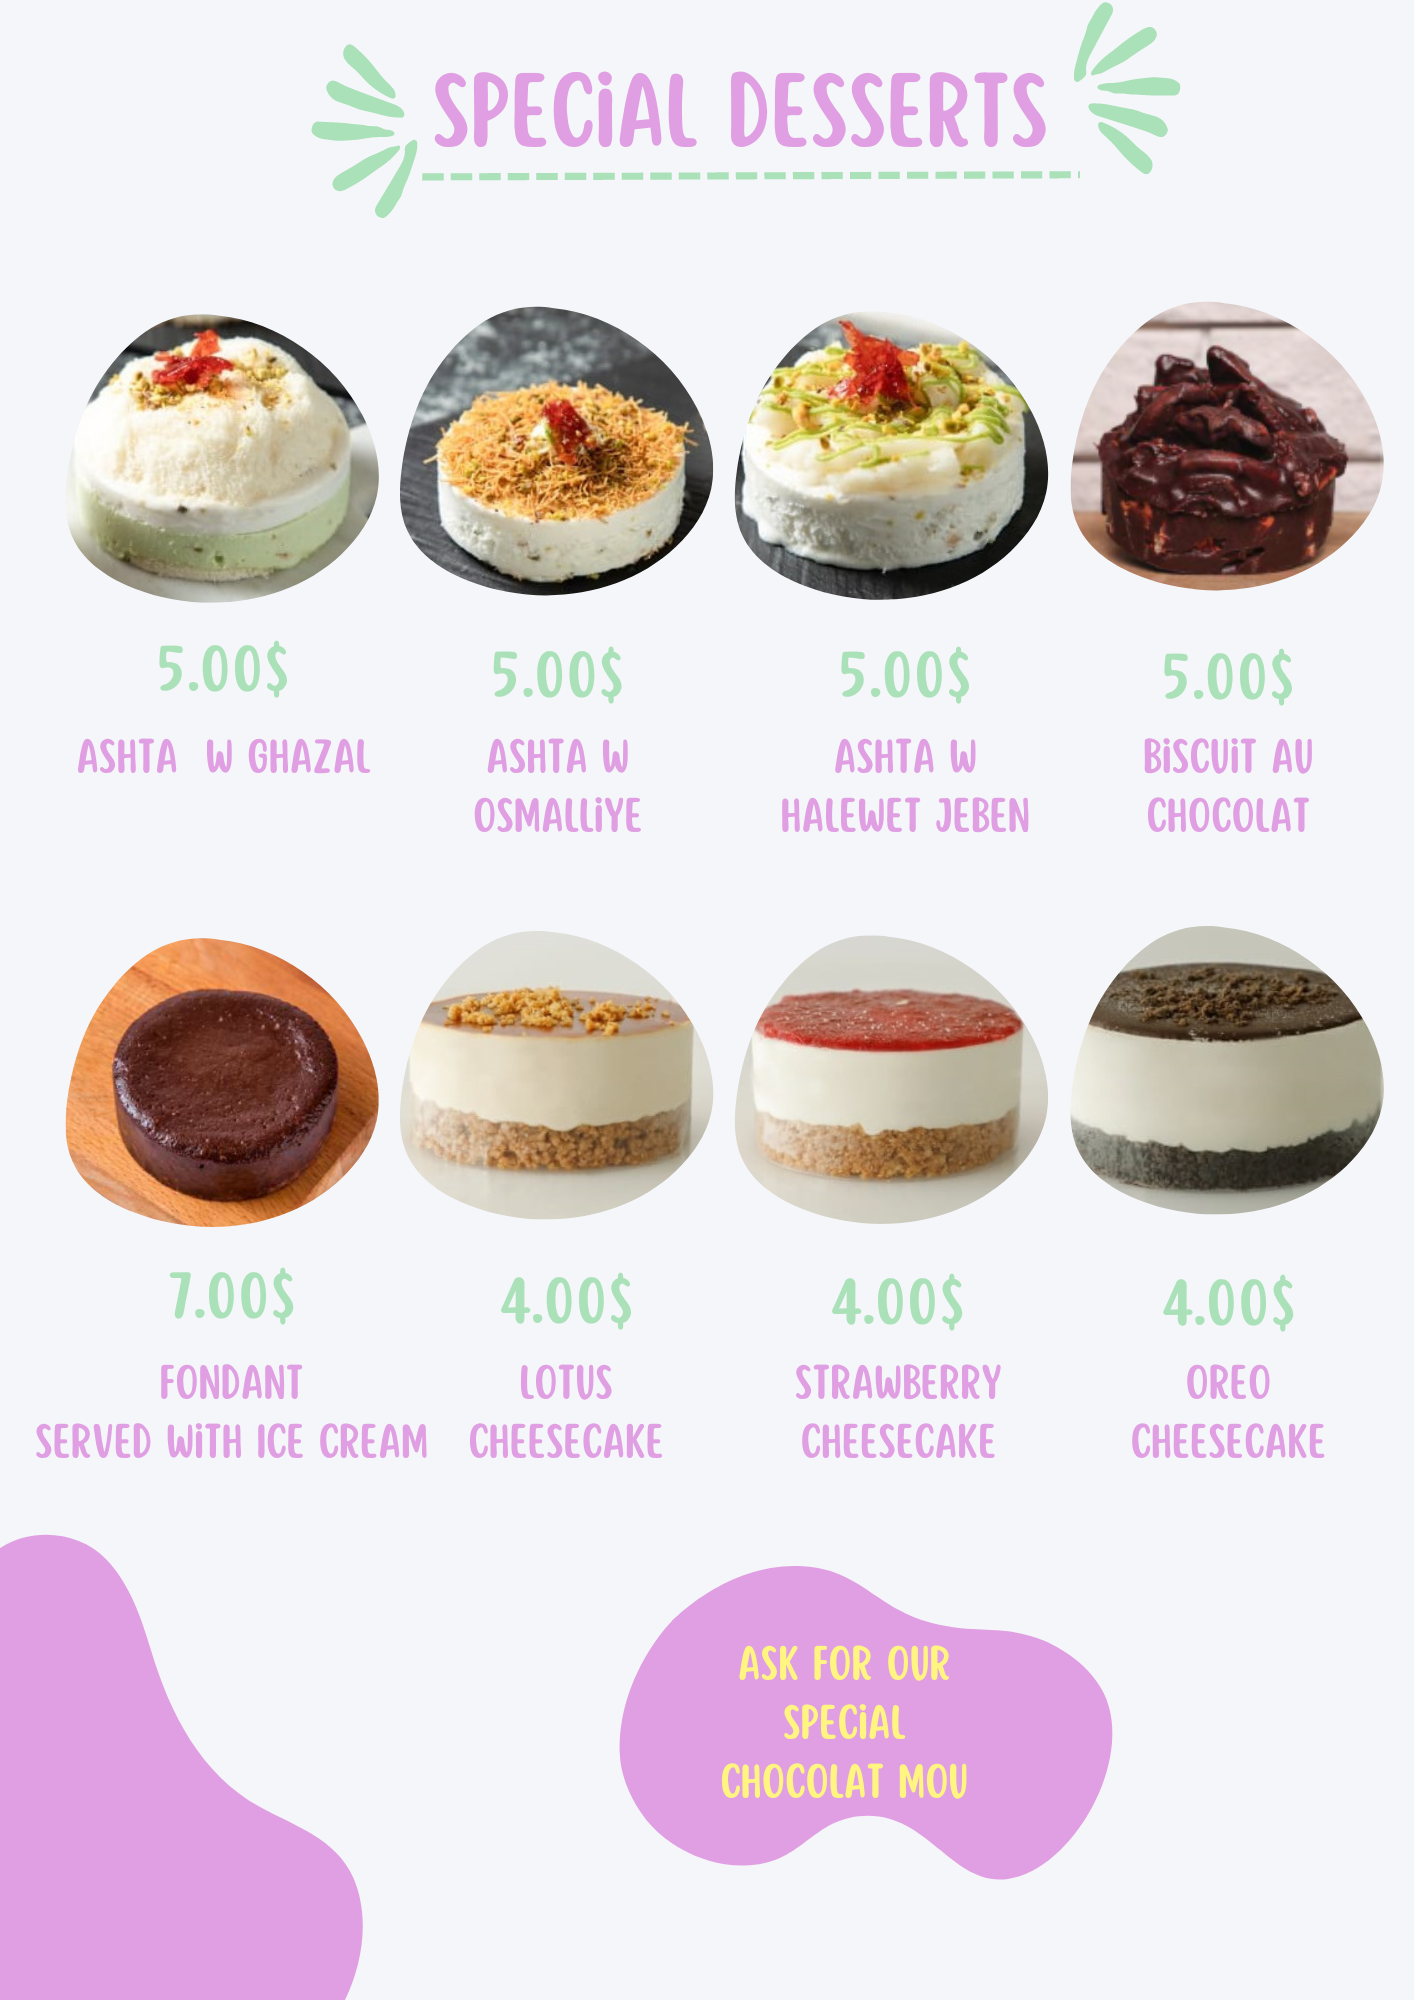 SPECiAL DESSERTS
5.00$
ASHTA W GHAZAL
5.00$
ASHTA W
OSMALLiYE
5.00$
ASHTA W
HALEWET JEBEN
5.00$
BiSCUiT AU
CHOCOLAT
7.00$
FONDANT
SERVED WiTH ICE CREAM
4.00$
LOTUS
CHEESECAKE
4.00$
STRAWBERRY
CHEESECAKE
4.00$
OREO
CHEESECAKE
ASK FOR OUR
SPECiAL
CHOCOLAT MOU